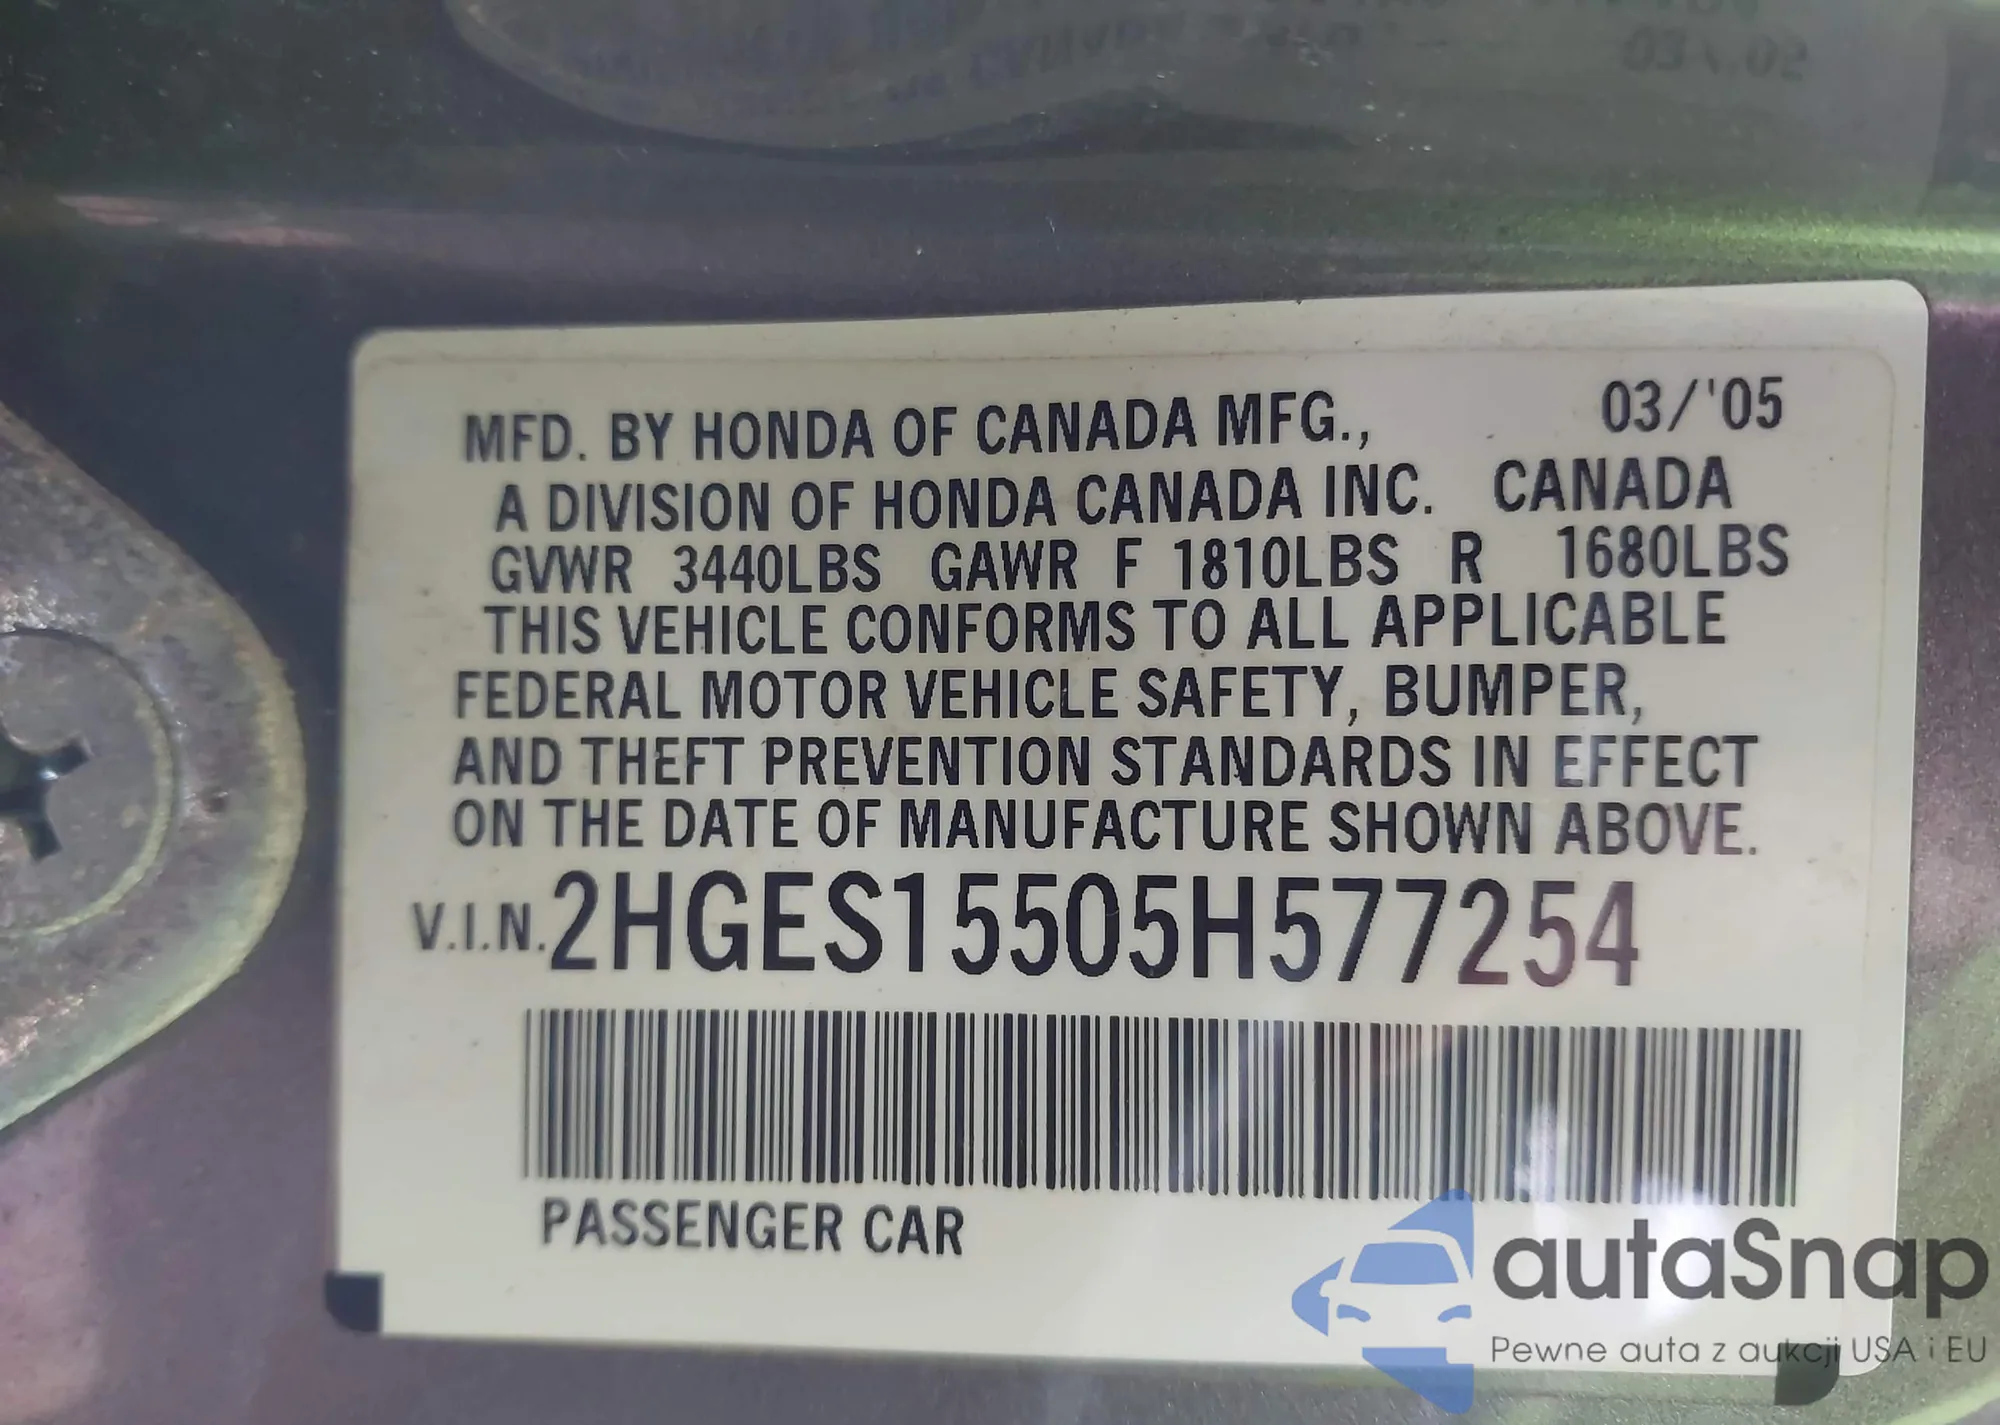 MFD. BY HONDA OF CANADA MFG., 03/'05
A DIVISION OF HONDA CANADA INC. CANADA
GVWR 3440LBS GAWR F 1810LBS R 1680LBS
THIS VEHICLE CONFORMS TO ALL APPLICABLE
FEDERAL MOTOR VEHICLE SAFETY, BUMPER,
AND THEFT PREVENTION STANDARDS IN EFFECT
ON THE DATE OF MANUFACTURE SHOWN ABOVE.
V.I.N. 2HGES15505H577254
PASSENGER CAR
autaSnap
Pewne auta z aukcji USA i EU